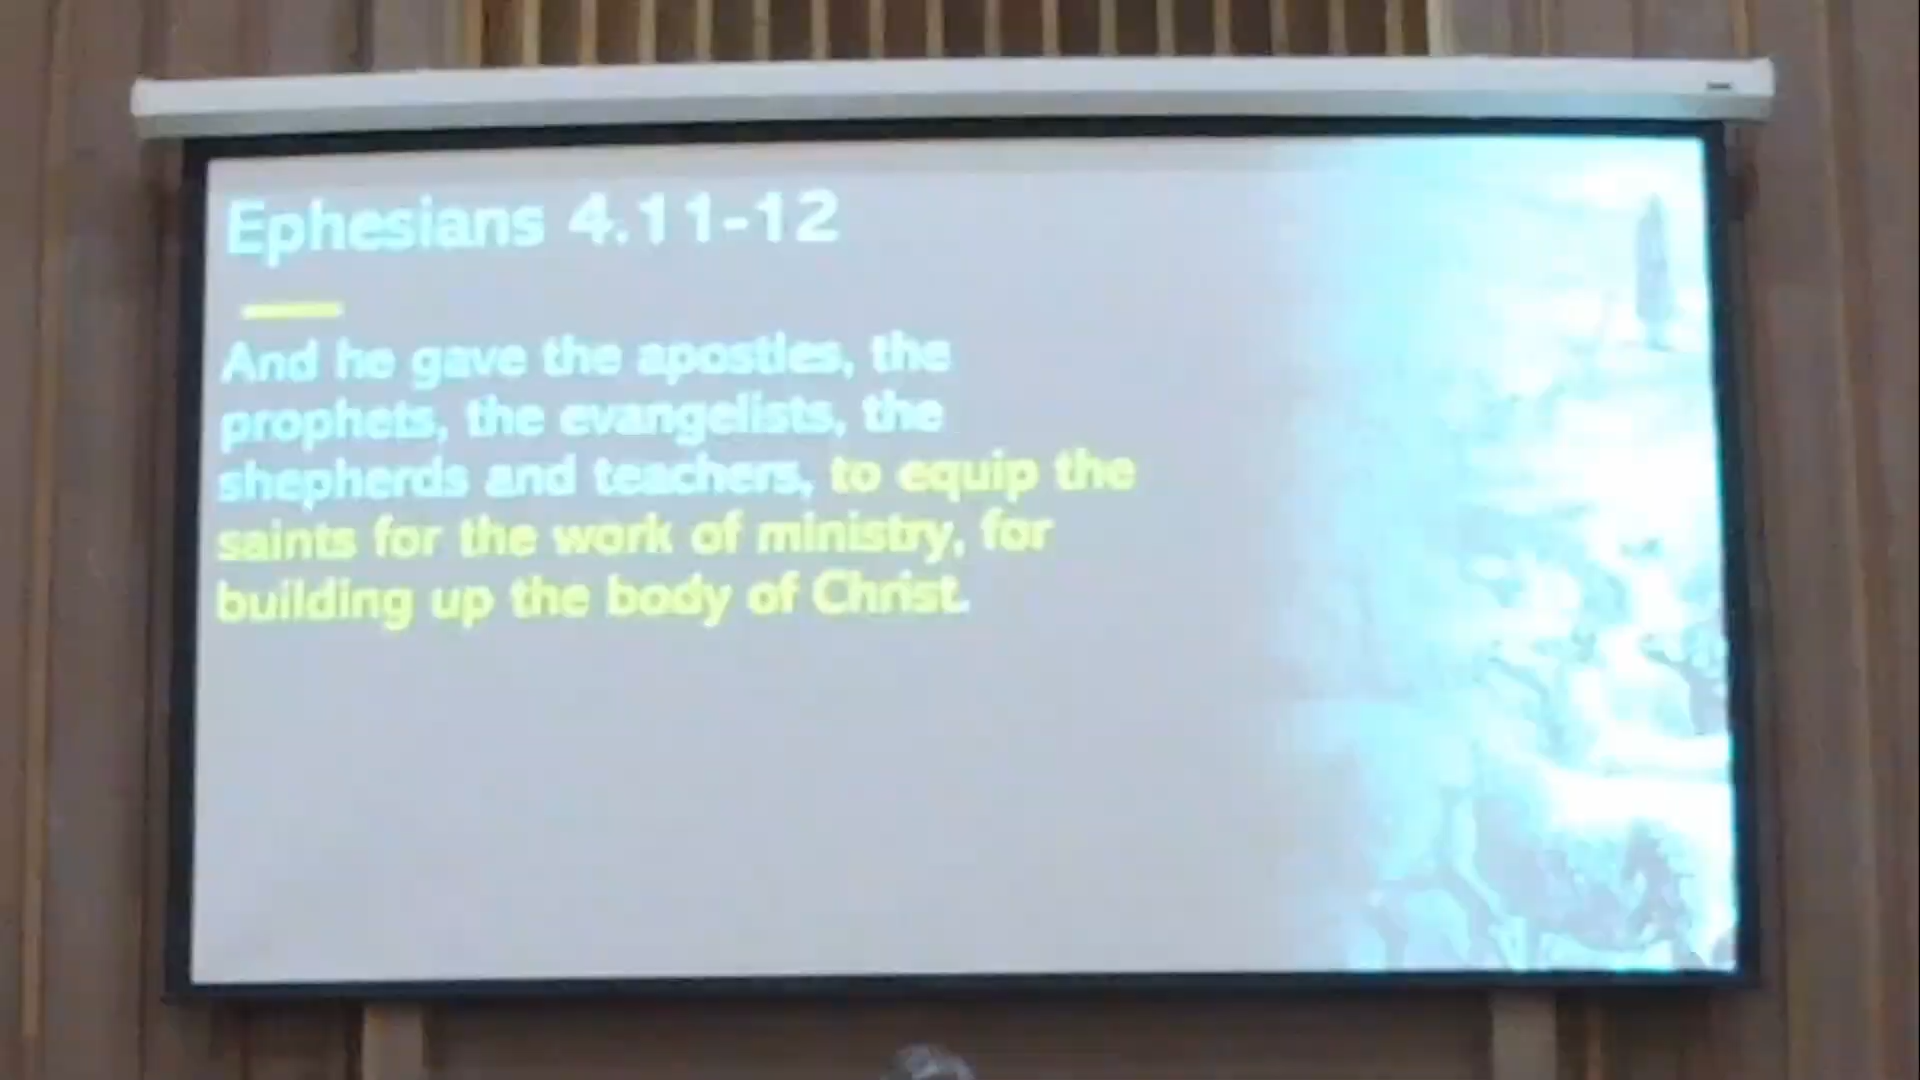 Ephesians 4.11-12
And he gave the apostles, the
prophets, the evangelists, the
shepherds and teachers, to equip the
saints for the work of ministry, for
building up the body of Christ.